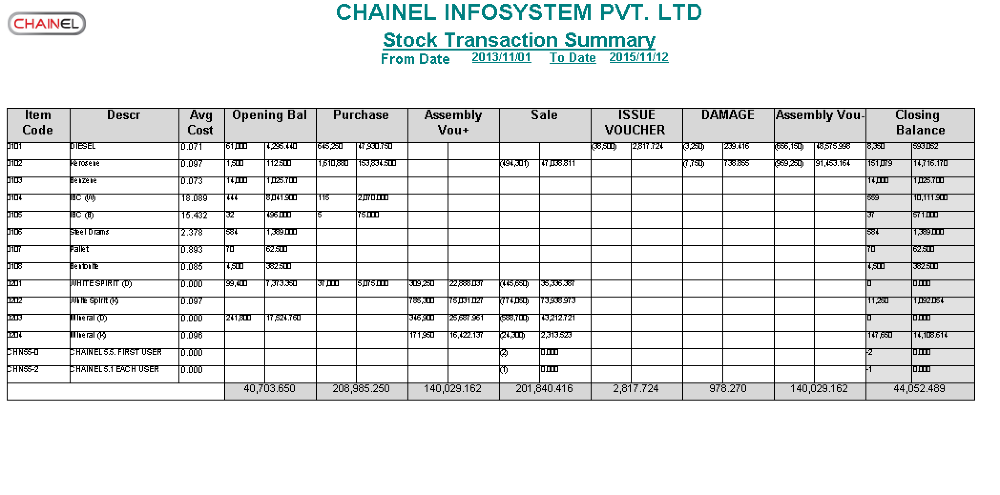 CHAINEL
CHAINEL INFOSYSTEM PVT. LTD
Stock Transaction Summary
From Date 2013/11/01 To Date 2015/11/12
Item Code Descr Avg Cost Opening Bal Purchase Assembly Vou+ Sale ISSUE VOUCHER DAMAGE Assembly Vou- Closing Balance
0101 DIESEL 0.071 61,000 4,295.440 645,250 47,930.750 (38,500) 2,817.724 (3,250) 239.416 (656,150) 48,575.998 8,350 593.052
0102 Kerosene 0.097 1,500 112.500 1,610,880 153,834.500 (494,301) 47,038.811 (7,750) 738.855 (959,250) 91,453.164 151,079 14,716.170
0103 Benzene 0.073 14,000 1,025.700 14,000 1,025.700
0104 IBC (W) 18.089 444 8,041.900 115 2,070.000 559 10,111.900
0105 IBC (B) 15.432 32 496.000 5 75.000 37 571.000
0106 Steel Drams 2.378 584 1,389.000 584 1,389.000
0107 Pallet 0.893 70 62.500 70 62.500
0108 Bentonite 0.085 4,500 382.500 4,500 382.500
0201 WHITE SPIRIT (D) 0.000 99,400 7,373.350 37,000 5,075.000 309,250 22,888.037 (445,650) 35,336.387 0 0.000
0202 White Spirit (K) 0.097 785,300 75,031.027 (774,050) 73,938.973 11,250 1,092.054
0203 Mineral (D) 0.000 241,800 17,524.760 346,900 25,687.961 (588,700) 43,212.721 0 0.000
0204 Mineral (K) 0.096 171,950 16,422.137 (24,300) 2,313.523 147,650 14,108.614
CHN55-0 CHAINEL 5.5. FIRST USER 0.000 (2) 0.000 -2 0.000
CHN55-2 CHAINEL 5.1 EACH USER 0.000 (1) 0.000 -1 0.000
40,703.650 208,985.250 140,029.162 201,840.416 2,817.724 978.270 140,029.162 44,052.489